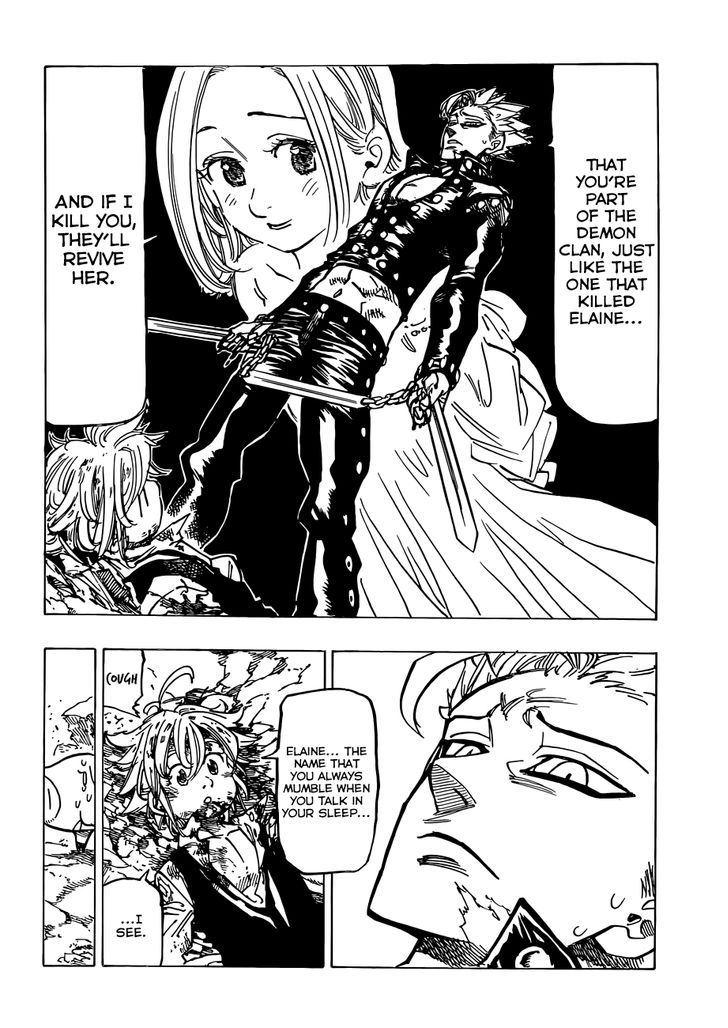 THAT
YOU'RE
PART
OF THE
DEMON
CLAN, JUST
LIKE THE
ONE THAT
KILLED
ELAINE...
AND IF I
KILL YOU,
THEY'LL
REVIVE
HER.
ELAINE... THE
NAME THAT
YOU ALWAYS
MUMBLE WHEN
YOU TALK IN
YOUR SLEEP...
COUGH
...I
SEE.